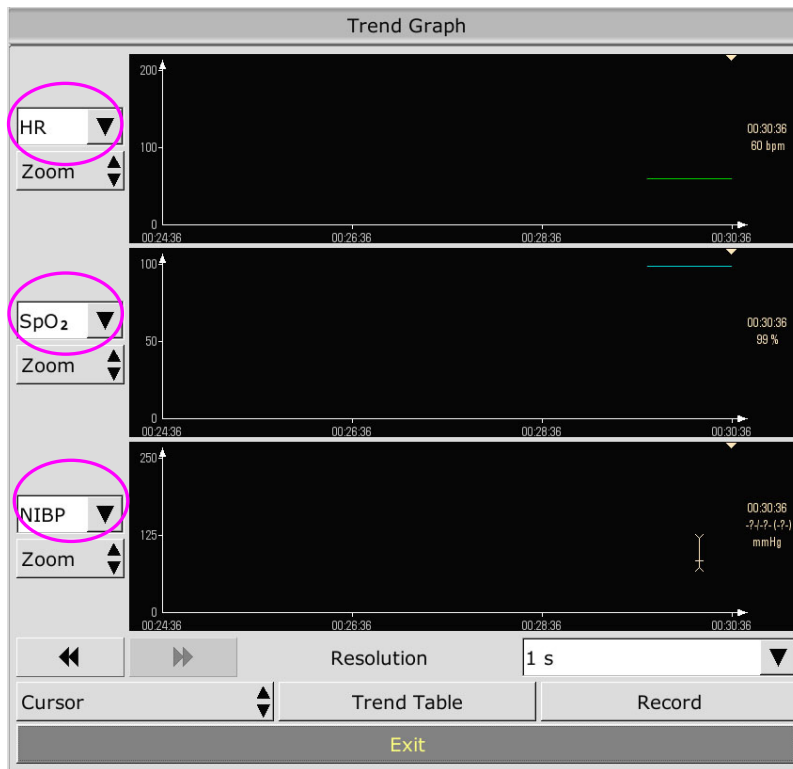 Trend Graph
HR
Zoom
200
100
0
00:24:36 00:26:36 00:28:36 00:30:36
00:30:36
60 bpm
SpO₂
Zoom
100
50
0
00:24:36 00:26:36 00:28:36 00:30:36
00:30:36
99 %
NIBP
Zoom
250
125
0
00:24:36 00:26:36 00:28:36 00:30:36
00:30:36
-?-/-?- (-?-)
mmHg
Resolution 1 s
Cursor Trend Table Record
Exit